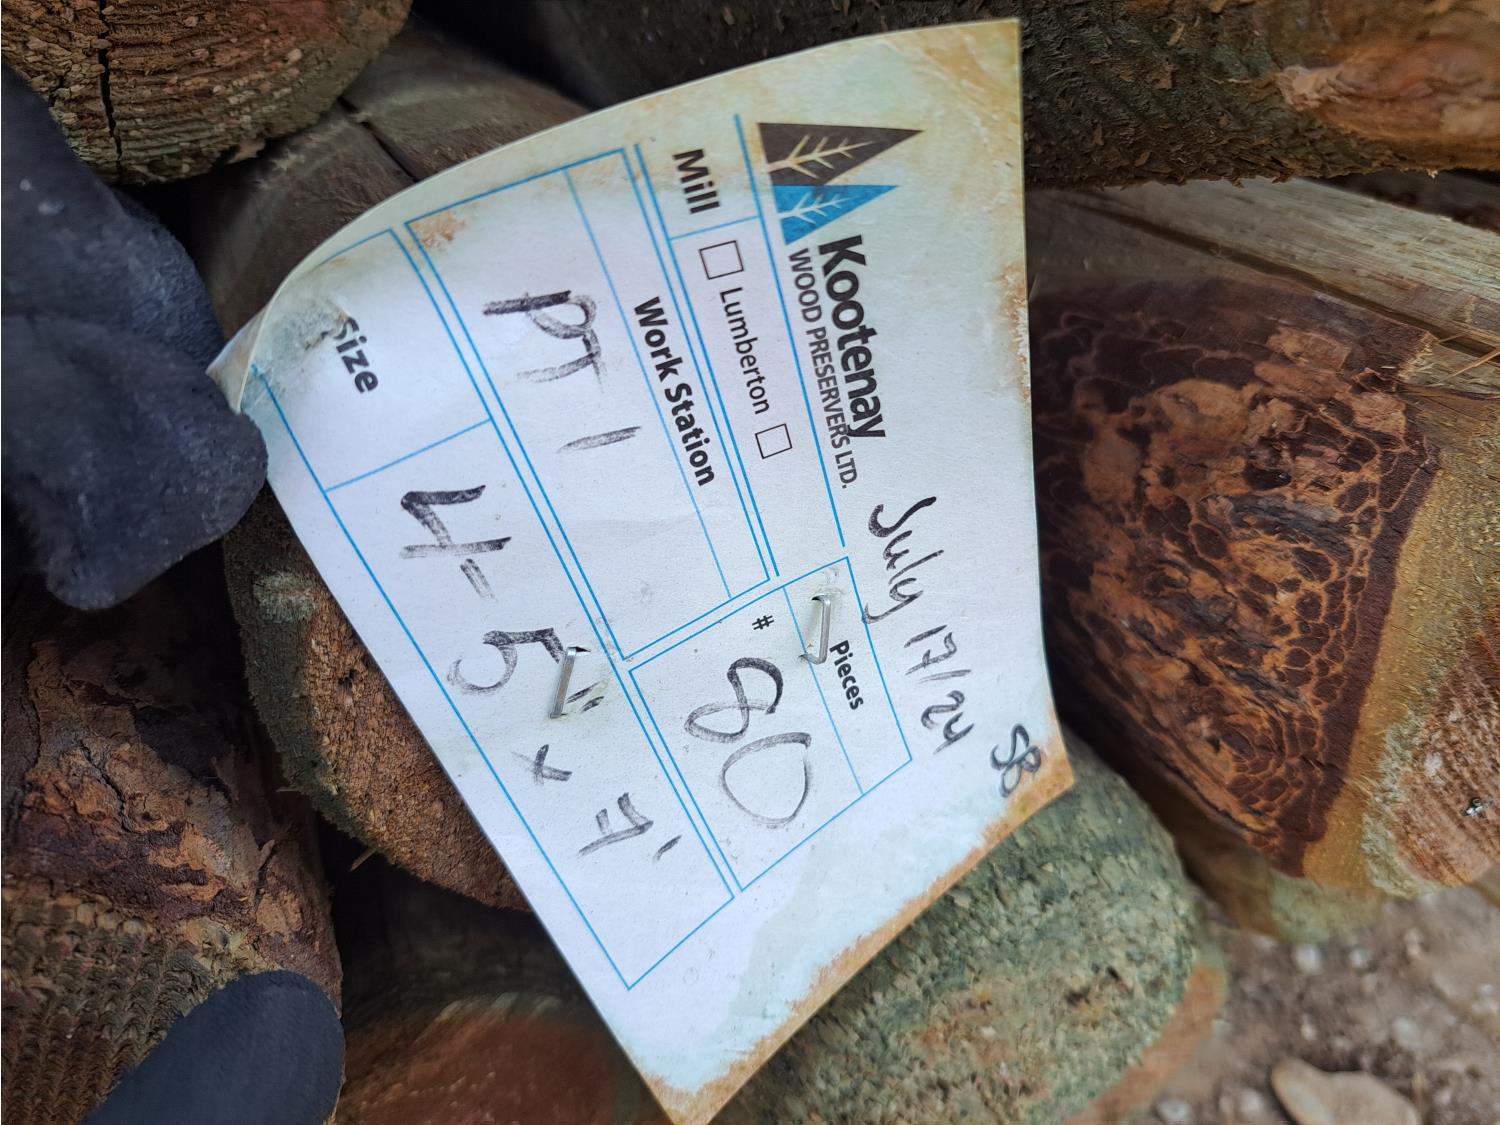 Kootenay
WOOD PRESERVERS LTD.
July 17/24
SB
Mill
Lumberton
Work Station
PT 1
Pieces
# 80
Size
4-5" x 7'